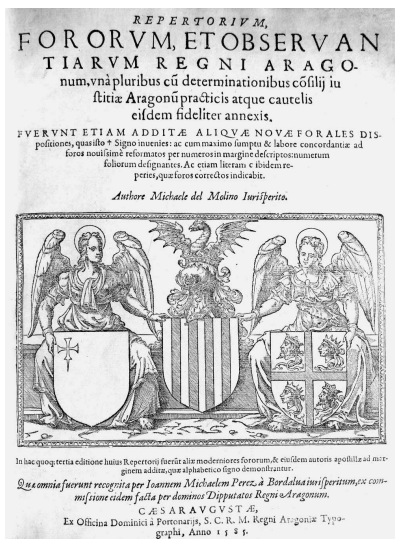 REPERTORIVM,
FORORVM, ET OBSERVAN
TIARVM REGNI ARAGO-
num, vnà pluribus cū determinationibus cōsilij iu
stitiæ Aragonū practicis atque cautelis
eisdem fideliter annexis.
FVERVNT ETIAM ADDITÆ ALIQVÆ NOVÆ FORALES DIS-
positiones, quas isto † Signo inuenies: ac cum maximo sumptu & labore concordantiæ ad
foros nouissimè reformatos per numeros in margine descriptos: numerum
foliorum designantes. Ac etiam literam c ibidem re-
peries, quæ foros correctos indicabit.
Authore Michaele del Molino Iurisperito.
In hac quoq; tertia editione huius Repertorij fuerūt aliæ moderniores fororum, & eiusdem autoris apostillæ ad mar-
ginem additæ, quæ alphabetico signo demonstrantur.
Quæ omnia fuerunt recognita per Ioannem Michaelem Perez, à Bordalua iurisperitum, ex com-
missione eidem facta per dominos Dipputatos Regni Aragonum.
CÆSARAVGVSTÆ,
Ex Officina Dominici à Portonarijs, S. C. R. M. Regni Aragoniæ Typo-
graphi, Anno 1585.